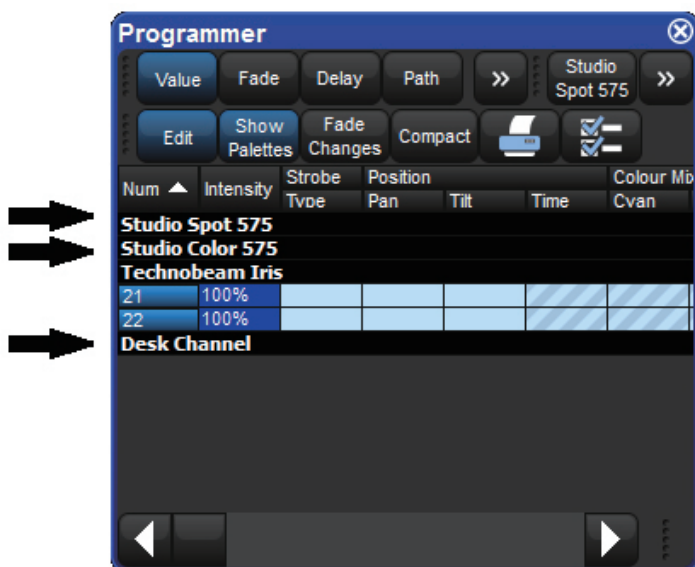 Programmer
Value Fade Delay Path » Studio Spot 575 »
Edit Show Palettes Fade Changes Compact
Num Intensity Strobe Position Colour Mix
Type Pan Tilt Time Cyan
Studio Spot 575
Studio Color 575
Technobeam Iris
21 100%
22 100%
Desk Channel